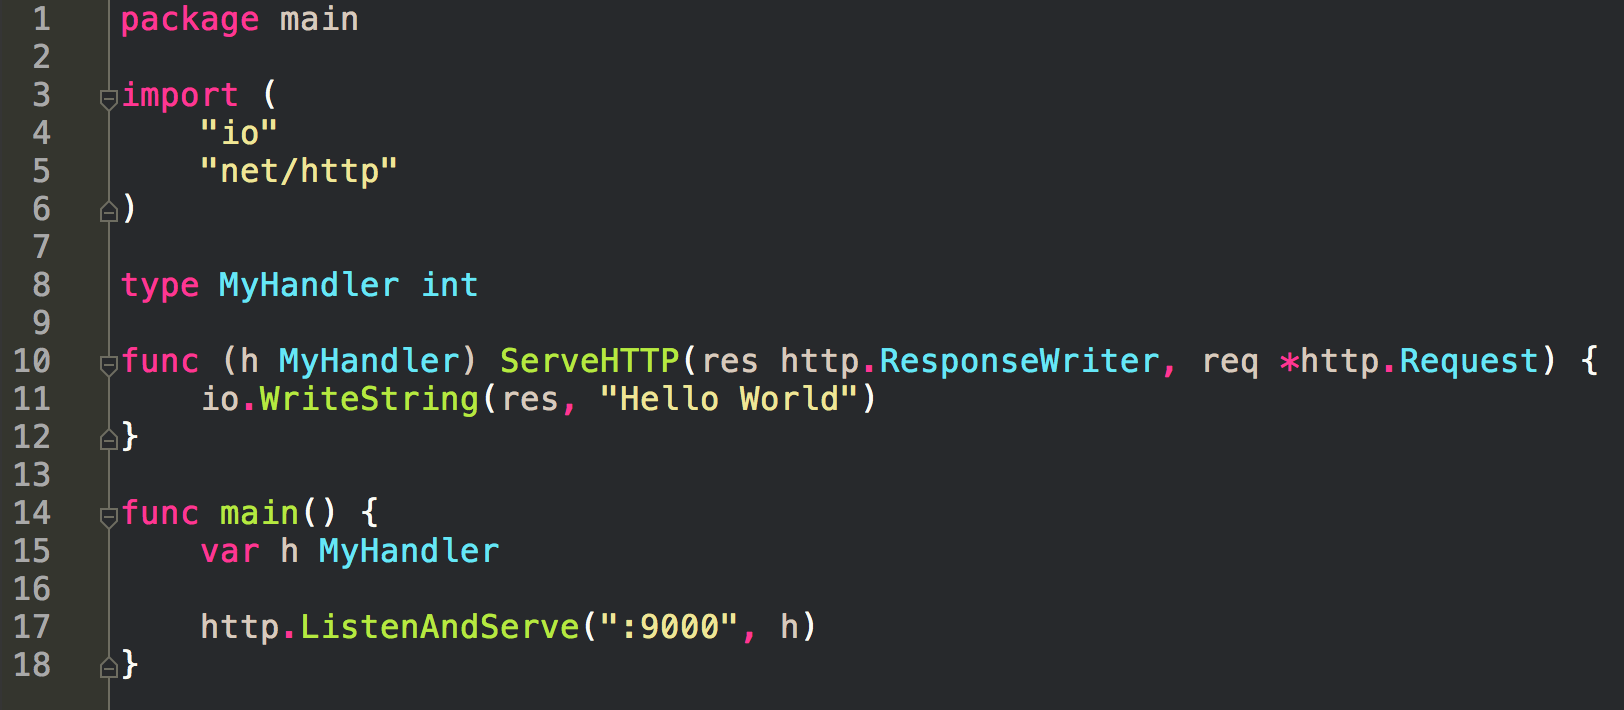 1 package main
2
3 import (
4     "io"
5     "net/http"
6 )
7
8 type MyHandler int
9
10 func (h MyHandler) ServeHTTP(res http.ResponseWriter, req *http.Request) {
11     io.WriteString(res, "Hello World")
12 }
13
14 func main() {
15     var h MyHandler
16
17     http.ListenAndServe(":9000", h)
18 }